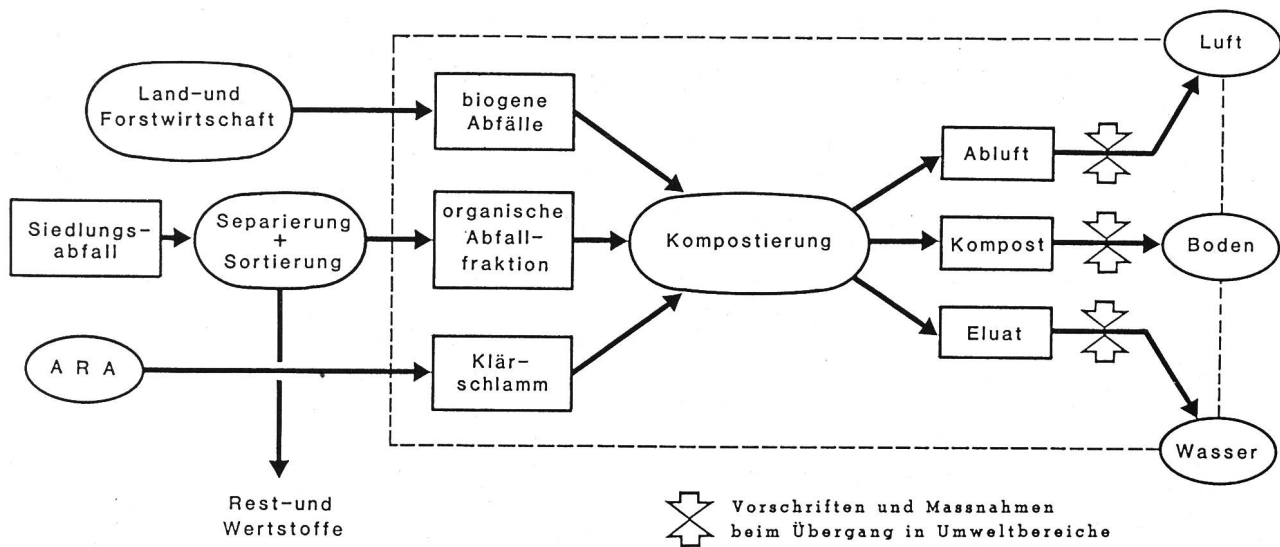 Land-und
Forstwirtschaft
Siedlungs-
abfall
Separierung
+
Sortierung
A R A
Rest-und
Wertstoffe
biogene
Abfälle
organische
Abfall-
fraktion
Klär-
schlamm
Kompostierung
Abluft
Kompost
Eluat
Luft
Boden
Wasser
Vorschriften und Massnahmen
beim Übergang in Umweltbereiche